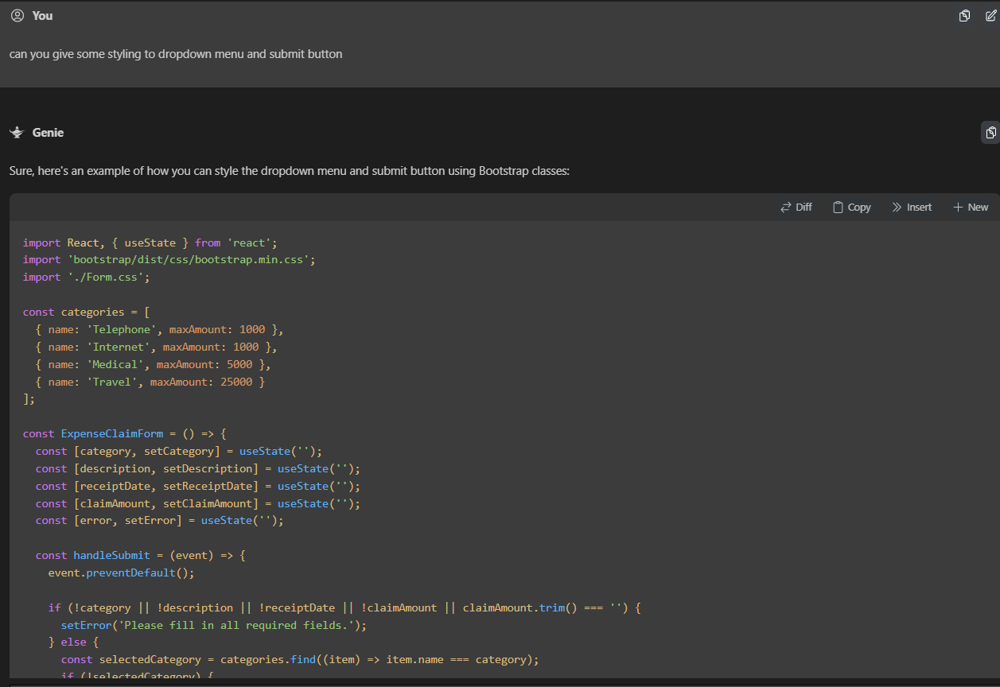 You
can you give some styling to dropdown menu and submit button
Genie
Sure, here's an example of how you can style the dropdown menu and submit button using Bootstrap classes:
Diff Copy Insert New
import React, { useState } from 'react';
import 'bootstrap/dist/css/bootstrap.min.css';
import './Form.css';
const categories = [
{ name: 'Telephone', maxAmount: 1000 },
{ name: 'Internet', maxAmount: 1000 },
{ name: 'Medical', maxAmount: 5000 },
{ name: 'Travel', maxAmount: 25000 }
];
const ExpenseClaimForm = () => {
const [category, setCategory] = useState('');
const [description, setDescription] = useState('');
const [receiptDate, setReceiptDate] = useState('');
const [claimAmount, setClaimAmount] = useState('');
const [error, setError] = useState('');
const handleSubmit = (event) => {
event.preventDefault();
if (!category || !description || !receiptDate || !claimAmount || claimAmount.trim() === '') {
setError('Please fill in all required fields.');
} else {
const selectedCategory = categories.find((item) => item.name === category);
if (!selectedCategory) {